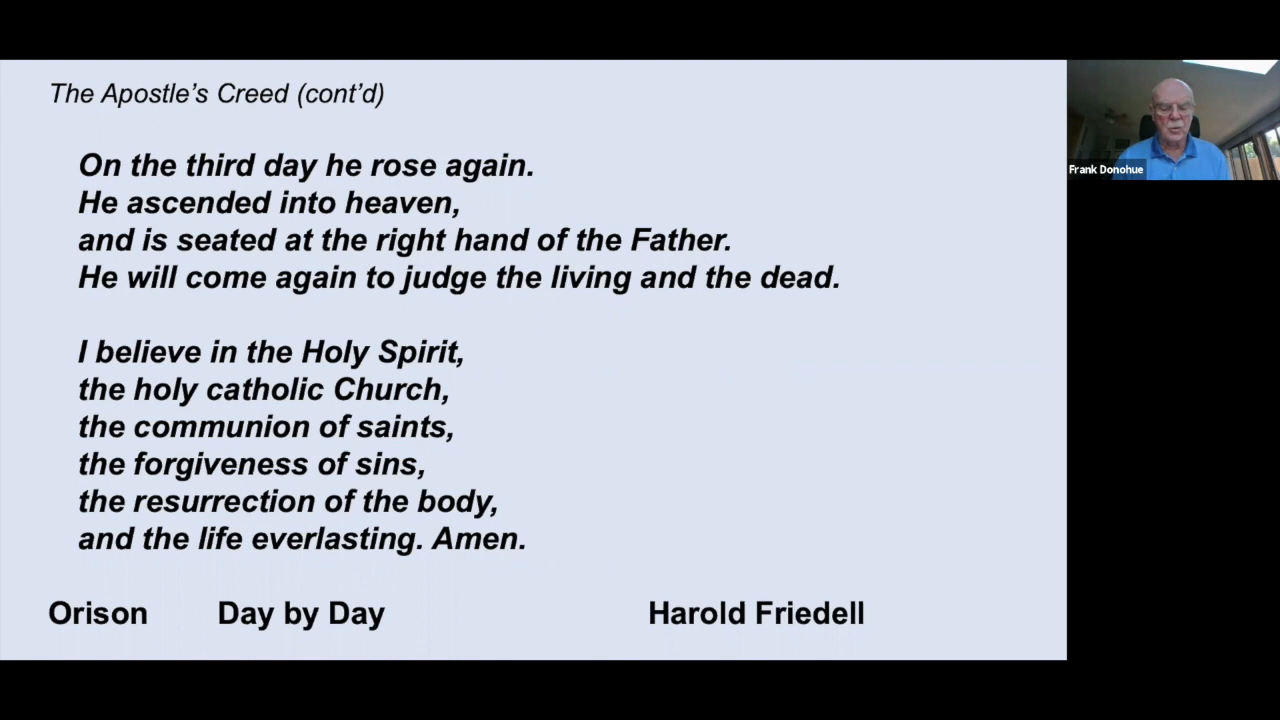 The Apostle’s Creed (cont’d)
On the third day he rose again.
He ascended into heaven,
and is seated at the right hand of the Father.
He will come again to judge the living and the dead.
I believe in the Holy Spirit,
the holy catholic Church,
the communion of saints,
the forgiveness of sins,
the resurrection of the body,
and the life everlasting. Amen.
Orison Day by Day Harold Friedell
Frank Donohue